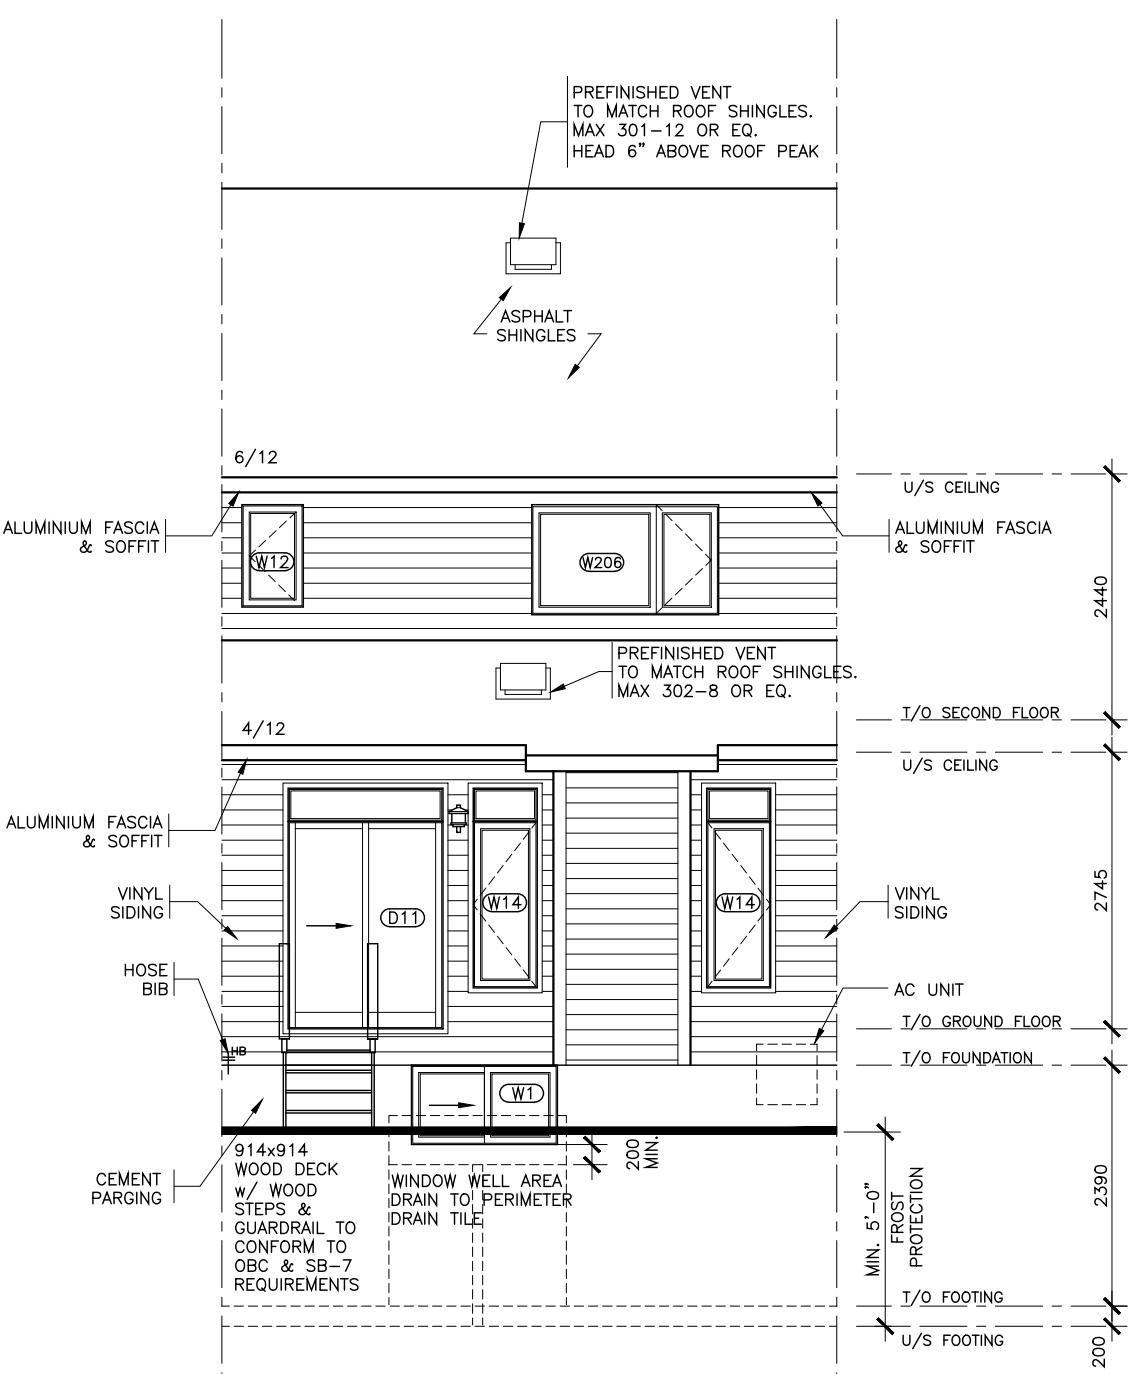 PREFINISHED VENT
TO MATCH ROOF SHINGLES.
MAX 301-12 OR EQ.
HEAD 6" ABOVE ROOF PEAK
ASPHALT
SHINGLES
6/12
U/S CEILING
ALUMINIUM FASCIA
& SOFFIT
ALUMINIUM FASCIA
& SOFFIT
W12
W206
2440
PREFINISHED VENT
TO MATCH ROOF SHINGLES.
MAX 302-8 OR EQ.
T/O SECOND FLOOR
4/12
U/S CEILING
ALUMINIUM FASCIA
& SOFFIT
VINYL
SIDING
W14
D11
W14
VINYL
SIDING
2745
HOSE
BIB
AC UNIT
T/O GROUND FLOOR
HB
T/O FOUNDATION
W1
CEMENT
PARGING
914x914
WOOD DECK
w/ WOOD
STEPS &
GUARDRAIL TO
CONFORM TO
OBC & SB-7
REQUIREMENTS
WINDOW WELL AREA
DRAIN TO PERIMETER
DRAIN TILE
200
MIN.
MIN. 5'-0"
FROST
PROTECTION
2390
T/O FOOTING
U/S FOOTING
200